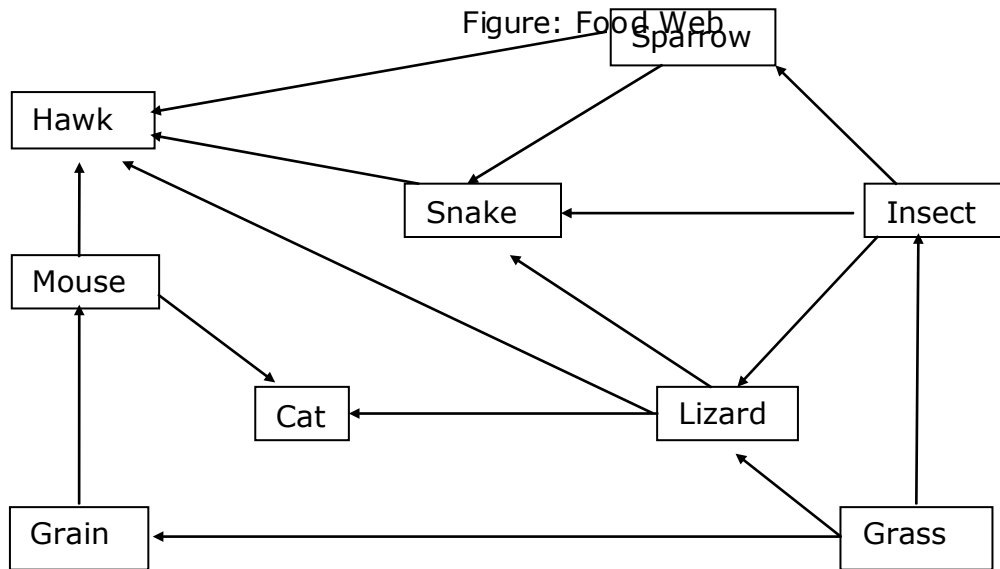 Figure: Food Web
Sparrow
Hawk
Snake
Insect
Mouse
Cat
Lizard
Grain
Grass